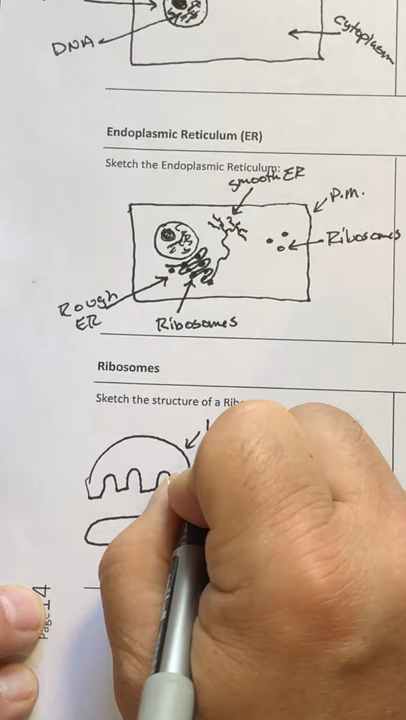 DNA
Cytoplasm
Endoplasmic Reticulum (ER)
Sketch the Endoplasmic Reticulum:
smooth ER
P.M.
Ribosomes
Rough
ER
Ribosomes
Ribosomes
Sketch the structure of a
Page 14